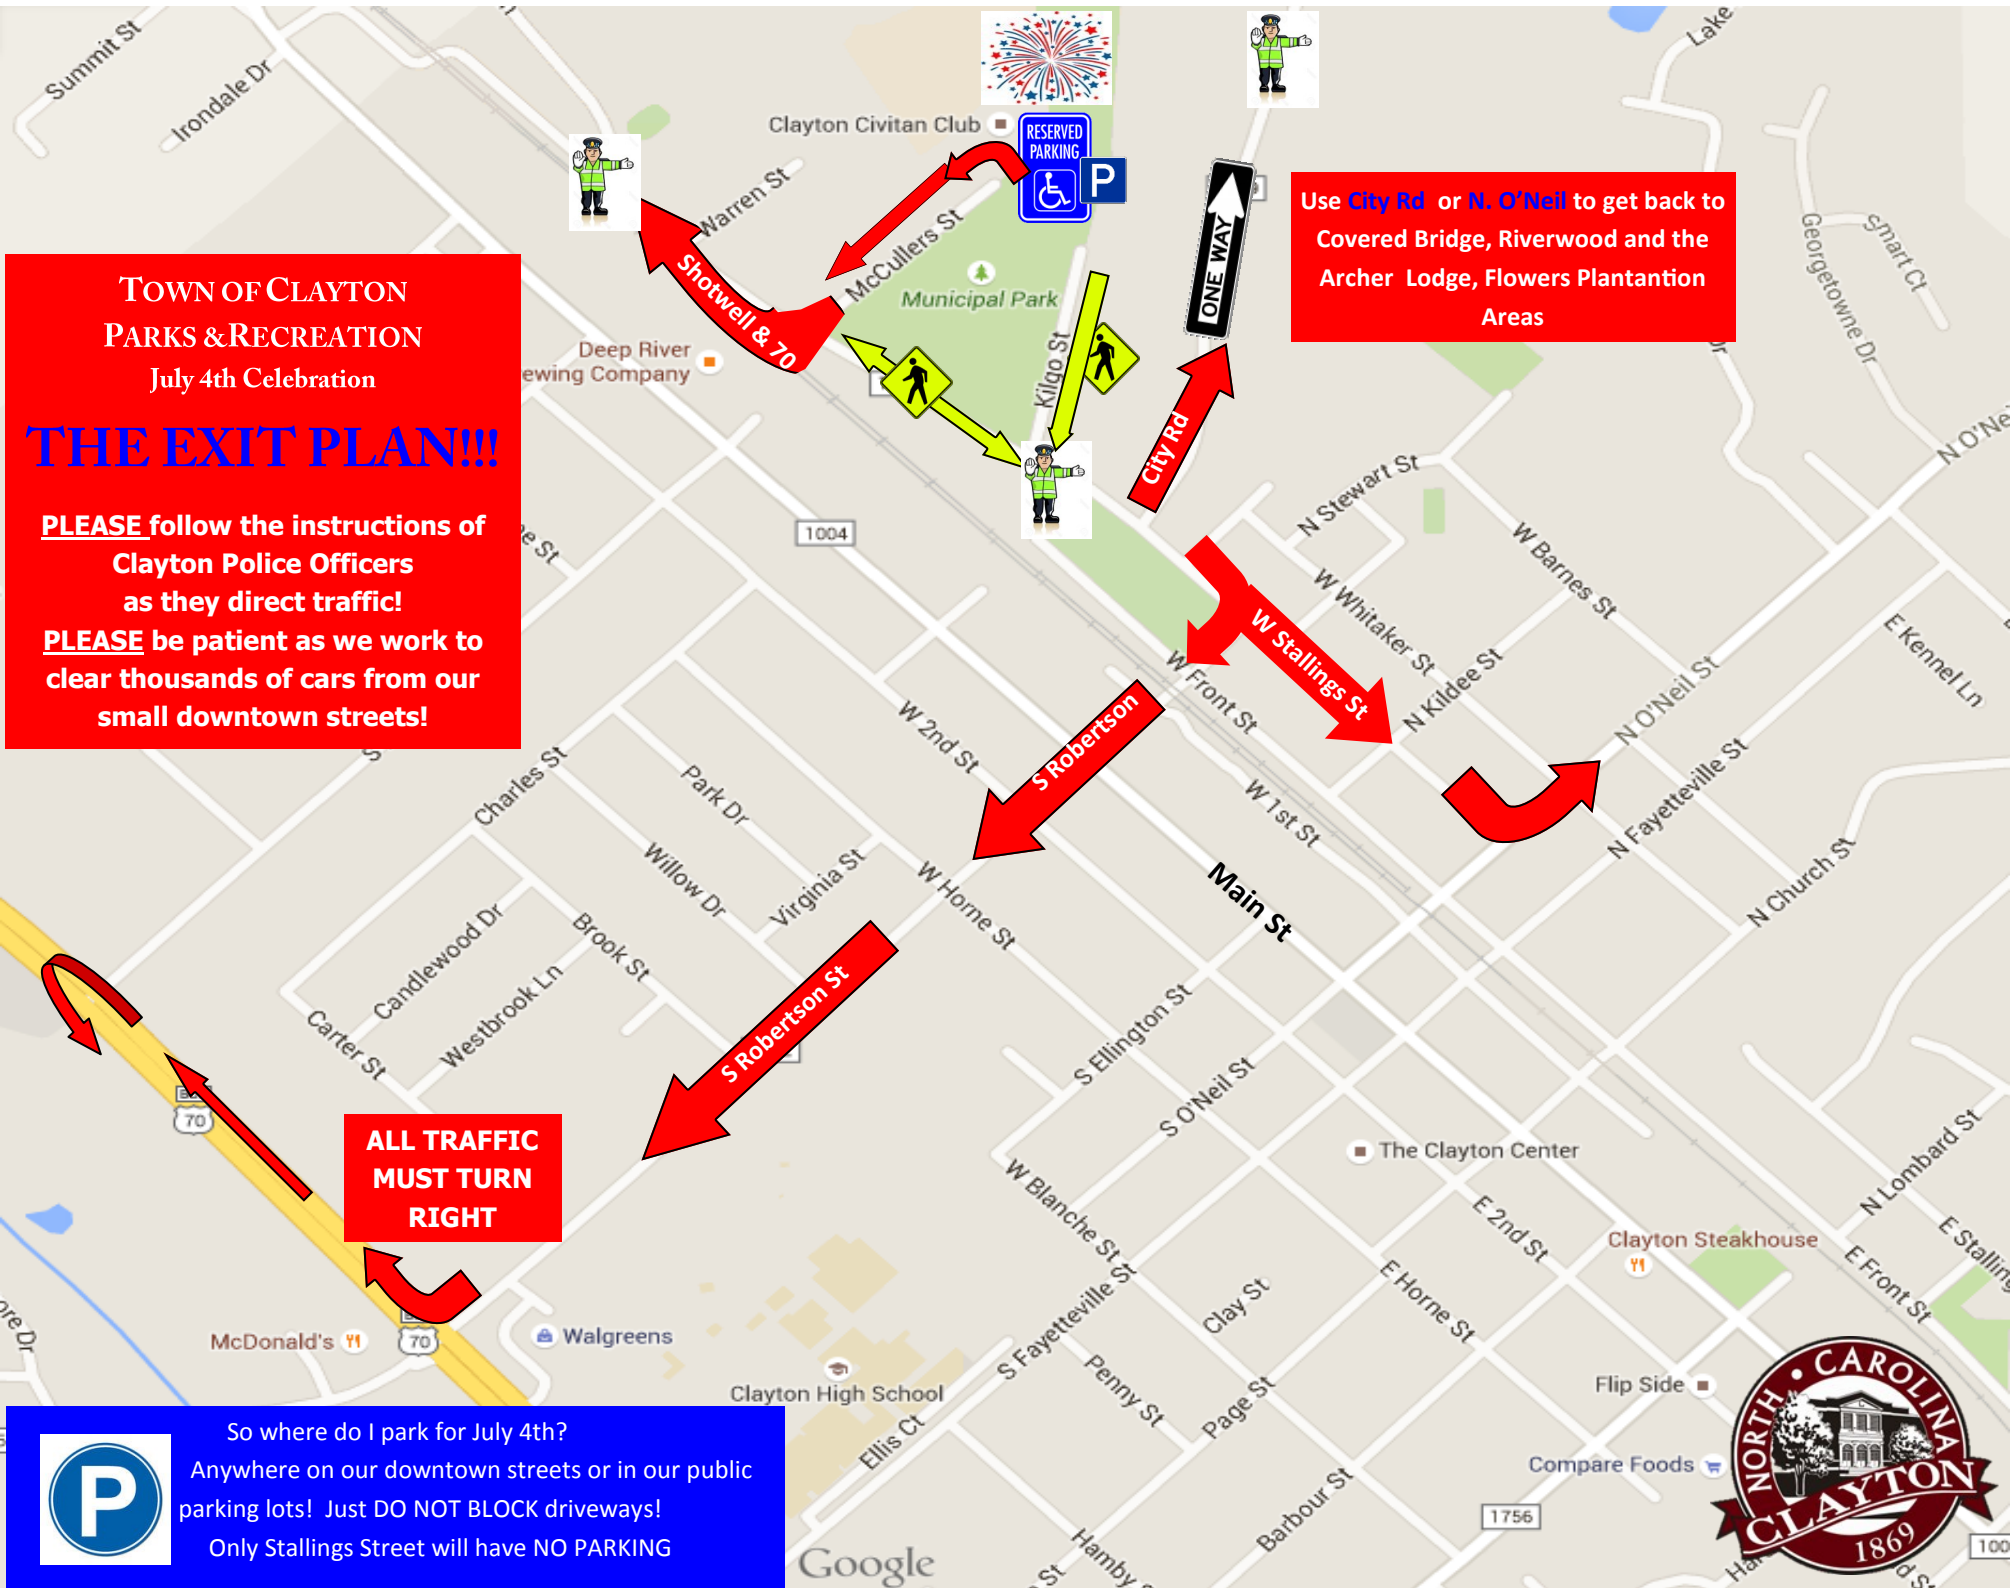 Summit St
Irondale Dr
Lake
Clayton Civitan Club
RESERVED
PARKING
P
Warren St
McCullers St
Municipal Park
Shotwell & 70
Deep River
ewing Company
Kilgo St
ONE WAY
City Rd
Use City Rd or N. O'Neil to get back to
Covered Bridge, Riverwood and the
Archer Lodge, Flowers Plantantion
Areas
Georgetowne Dr
Smart Ct
Dr
N O'Ne
TOWN OF CLAYTON
PARKS &RECREATION
July 4th Celebration
THE EXIT PLAN!!!
PLEASE follow the instructions of
Clayton Police Officers
as they direct traffic!
PLEASE be patient as we work to
clear thousands of cars from our
small downtown streets!
1004
N Stewart St
W Barnes St
W Whitaker St
E Kennel Ln
W Stallings St
N Kildee St
N O'Neil St
W Front St
N Fayetteville St
S Robertson
W 2nd St
W 1st St
Charles St
Park Dr
Willow Dr
Virginia St
W Horne St
Main St
N Church St
Candlewood Dr
Brook St
Westbrook Ln
Carter St
S Robertson St
S Ellington St
S O'Neil St
70
ALL TRAFFIC
MUST TURN
RIGHT
The Clayton Center
W Blanche St
E 2nd St
N Lombard St
Clayton Steakhouse
E Stalling
E Front St
E Horne St
Clay St
S Fayetteville St
ore Dr
McDonald's
70
Walgreens
Clayton High School
Penny St
Page St
Ellis Ct
Flip Side
Compare Foods
Barbour St
1756
Hamby
St
100
So where do I park for July 4th?
Anywhere on our downtown streets or in our public
parking lots! Just DO NOT BLOCK driveways!
Only Stallings Street will have NO PARKING
P
Google
NORTH • CAROLINA
CLAYTON
1869